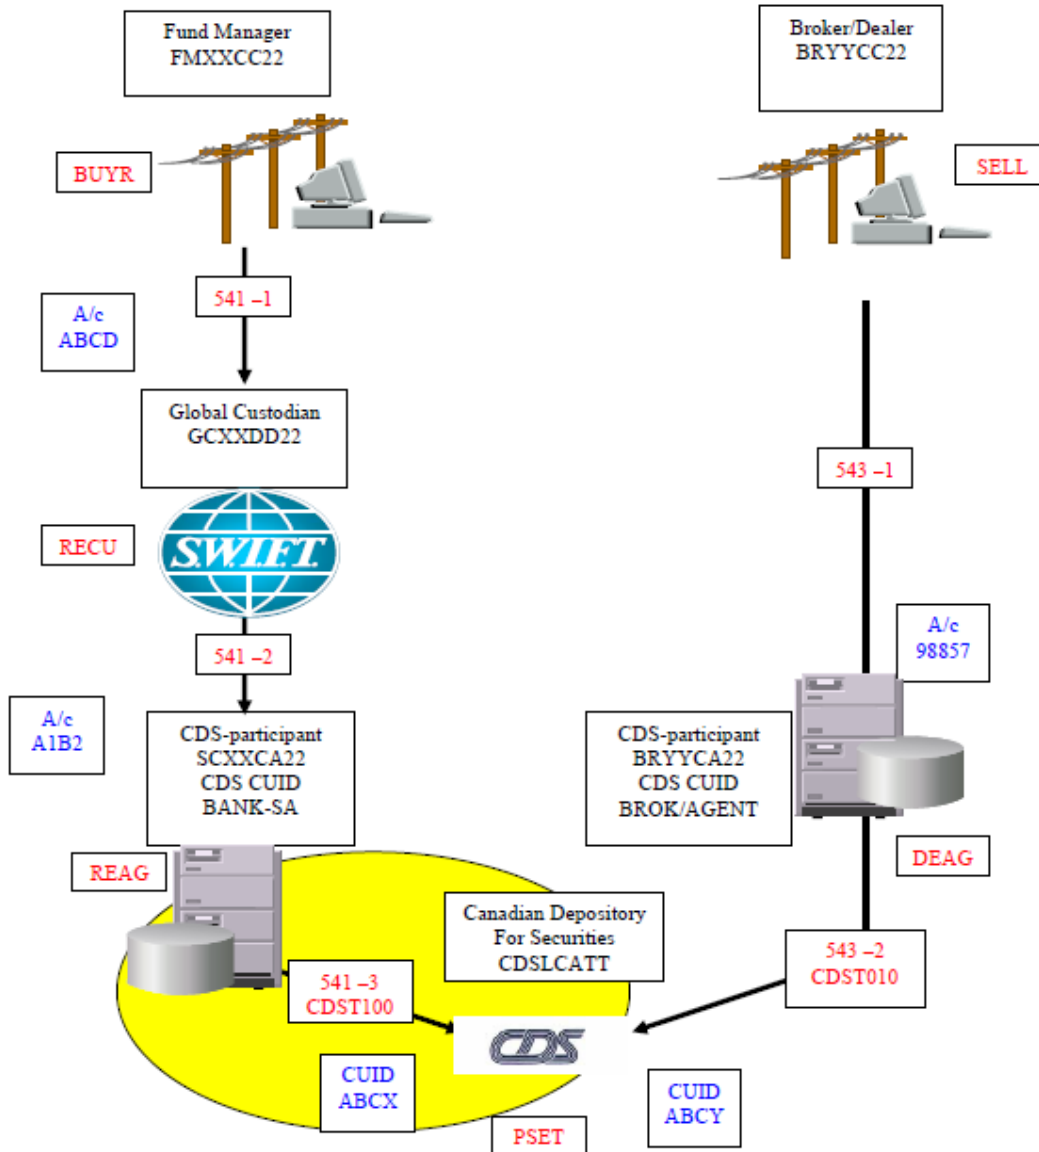 Fund Manager
FMXXCC22
Broker/Dealer
BRYYCC22
BUYR
SELL
541 –1
A/c
ABCD
Global Custodian
GCXXDD22
543 –1
RECU
S.W.I.F.T.
541 –2
A/c
98857
A/c
A1B2
CDS-participant
SCXXCA22
CDS CUID
BANK-SA
CDS-participant
BRYYCA22
CDS CUID
BROK/AGENT
REAG
DEAG
Canadian Depository
For Securities
CDSLCATT
541 –3
CDST100
543 –2
CDST010
CDS
CUID
ABCX
CUID
ABCY
PSET